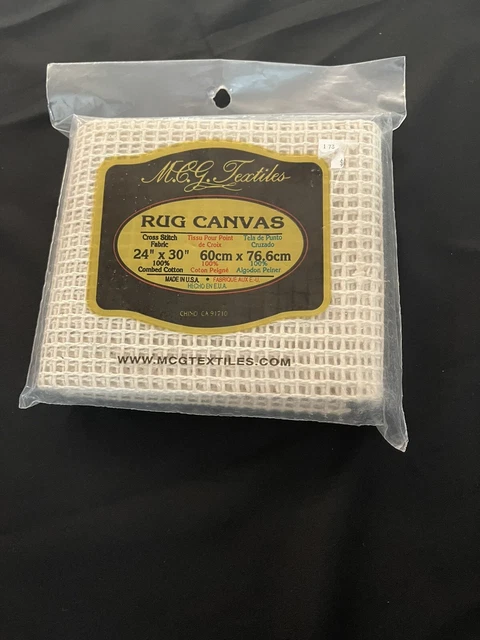 M.C.G. Textiles
RUG CANVAS
Cross Stitch Fabric Tissu Pour Point de Croix Tela de Punto Cruzado
24" x 30" 60cm x 76,6cm
100% Combed Cotton 100% Coton Peigné 100% Algodon Peiner
MADE IN U.S.A. • FABRIQUE AUX E.-U.
HECHO EN E.U.A.
CHINO CA 91710
WWW.MCGTEXTILES.COM